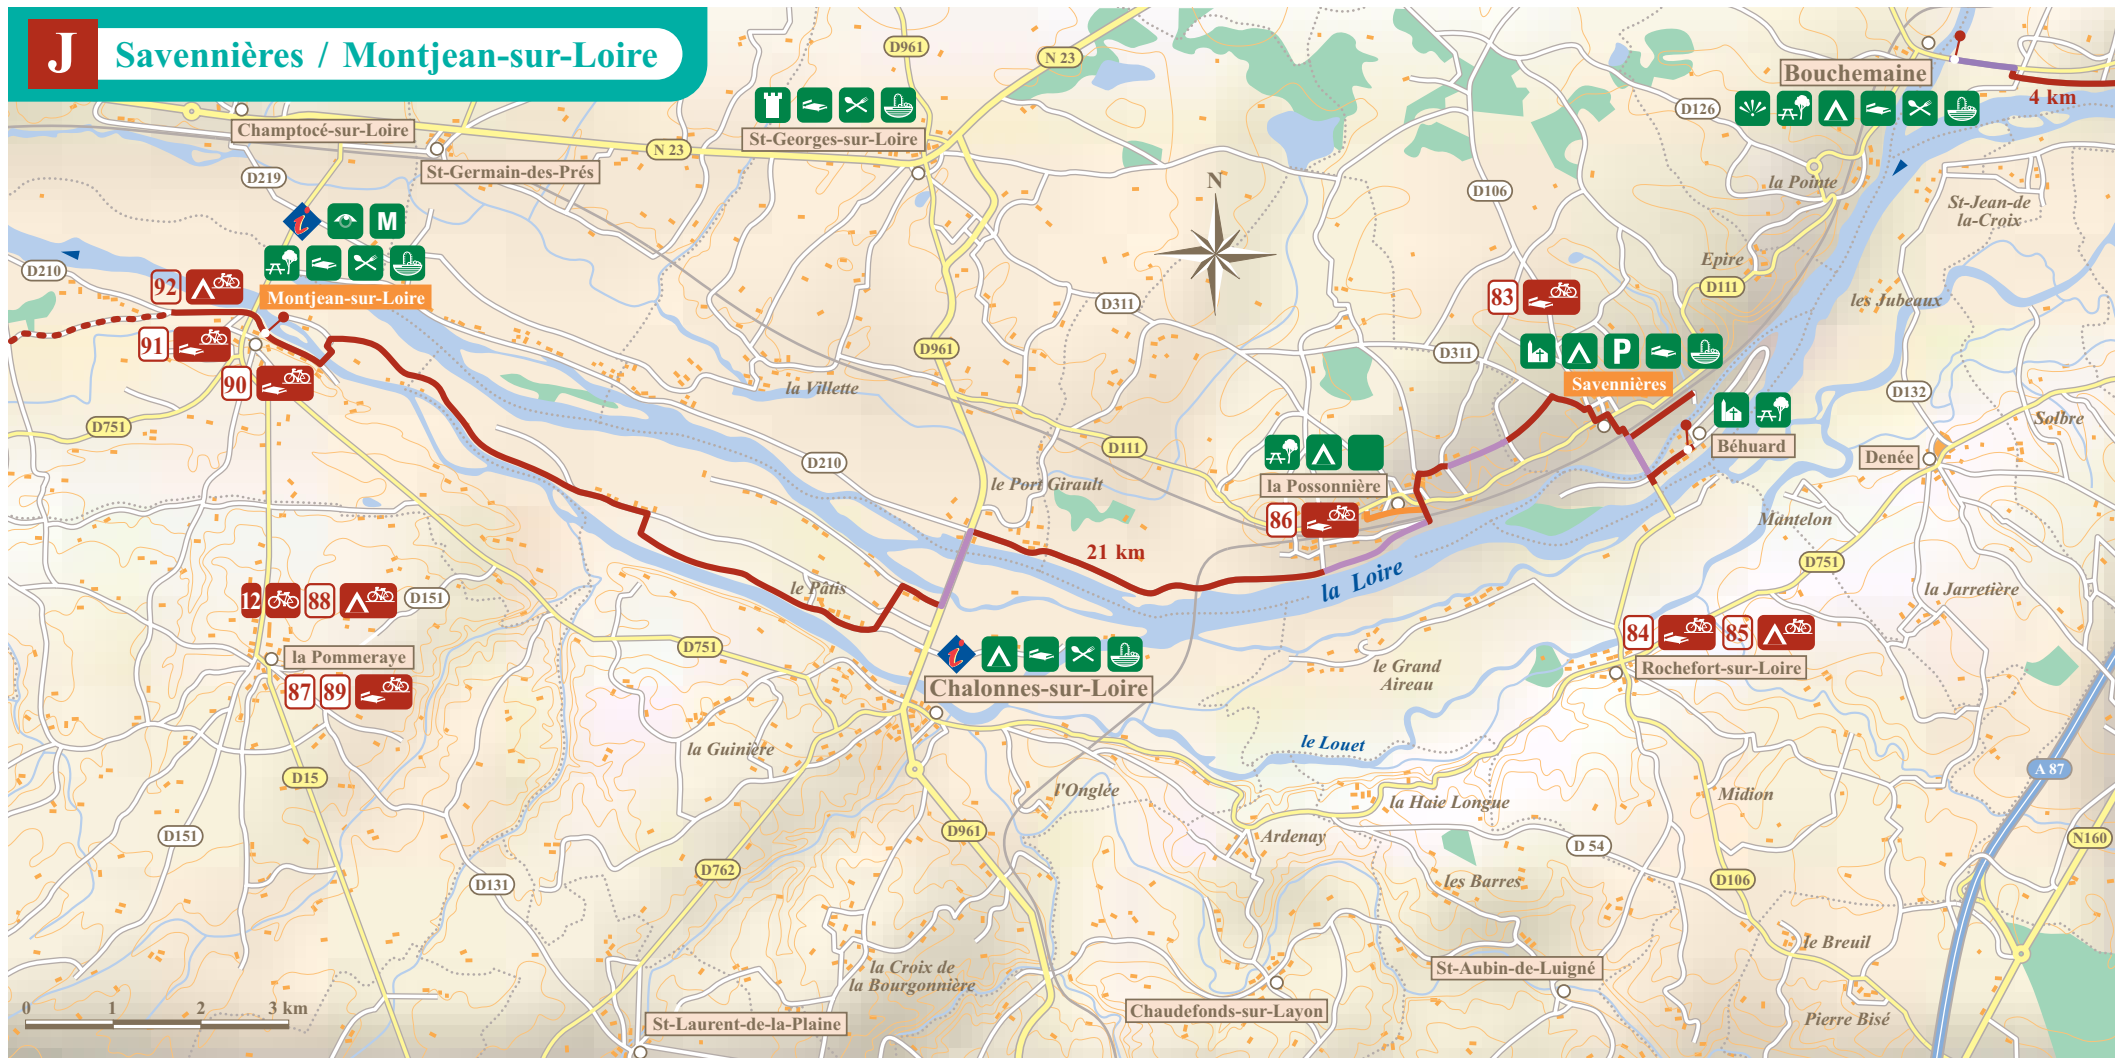 J
Savennières / Montjean-sur-Loire
D961
N 23
Bouchemaine
4 km
D126
Champtocé-sur-Loire
St-Georges-sur-Loire
N 23
St-Germain-des-Prés
D219
N
D106
la Pointe
St-Jean-de
la-Croix
i
M
D210
Epire
D111
les Jubeaux
92
Montjean-sur-Loire
D311
83
91
D961
D311
P
Savennières
90
la Villette
D132
D751
Solbre
Béhuard
D111
Denée
D210
le Port Girault
la Possonnière
86
Mantelon
21 km
D751
la Loire
le Pâtis
la Jarretière
12
88
D151
84
85
D751
i
la Pommeraye
le Grand
Aireau
Rochefort-sur-Loire
87
89
Chalonnes-sur-Loire
la Guinière
le Louet
D15
A 87
l'Onglée
la Haie Longue
Midion
D151
D961
Ardenay
N160
D 54
D762
D131
les Barres
D106
le Breuil
la Croix de
la Bourgonnière
St-Aubin-de-Luigné
0 1 2 3 km
Chaudefonds-sur-Layon
St-Laurent-de-la-Plaine
Pierre Bisé